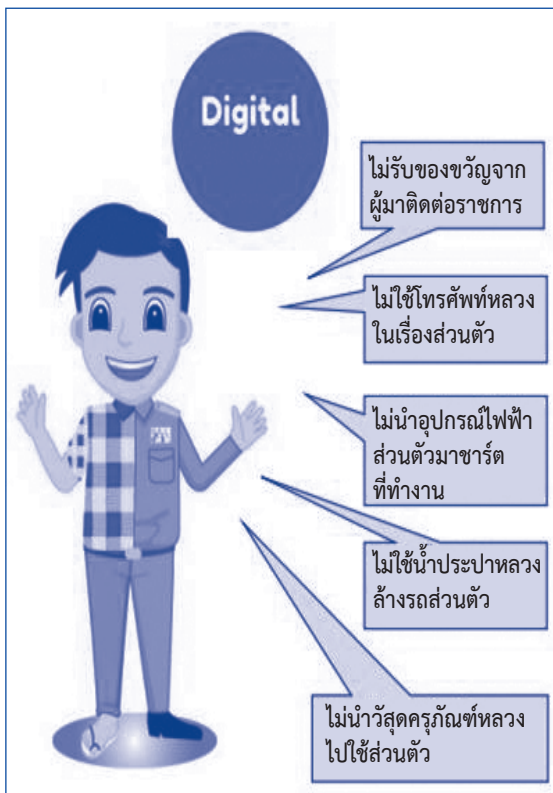 Digital
ไม่รับของขวัญจาก
ผู้มาติดต่อราชการ
ไม่ใช้โทรศัพท์หลวง
ในเรื่องส่วนตัว
ไม่นำอุปกรณ์ไฟฟ้า
ส่วนตัวมาชาร์ต
ที่ทำงาน
ไม่ใช้น้ำประปาหลวง
ล้างรถส่วนตัว
ไม่นำวัสุดครุภัณฑ์หลวง
ไปใช้ส่วนตัว